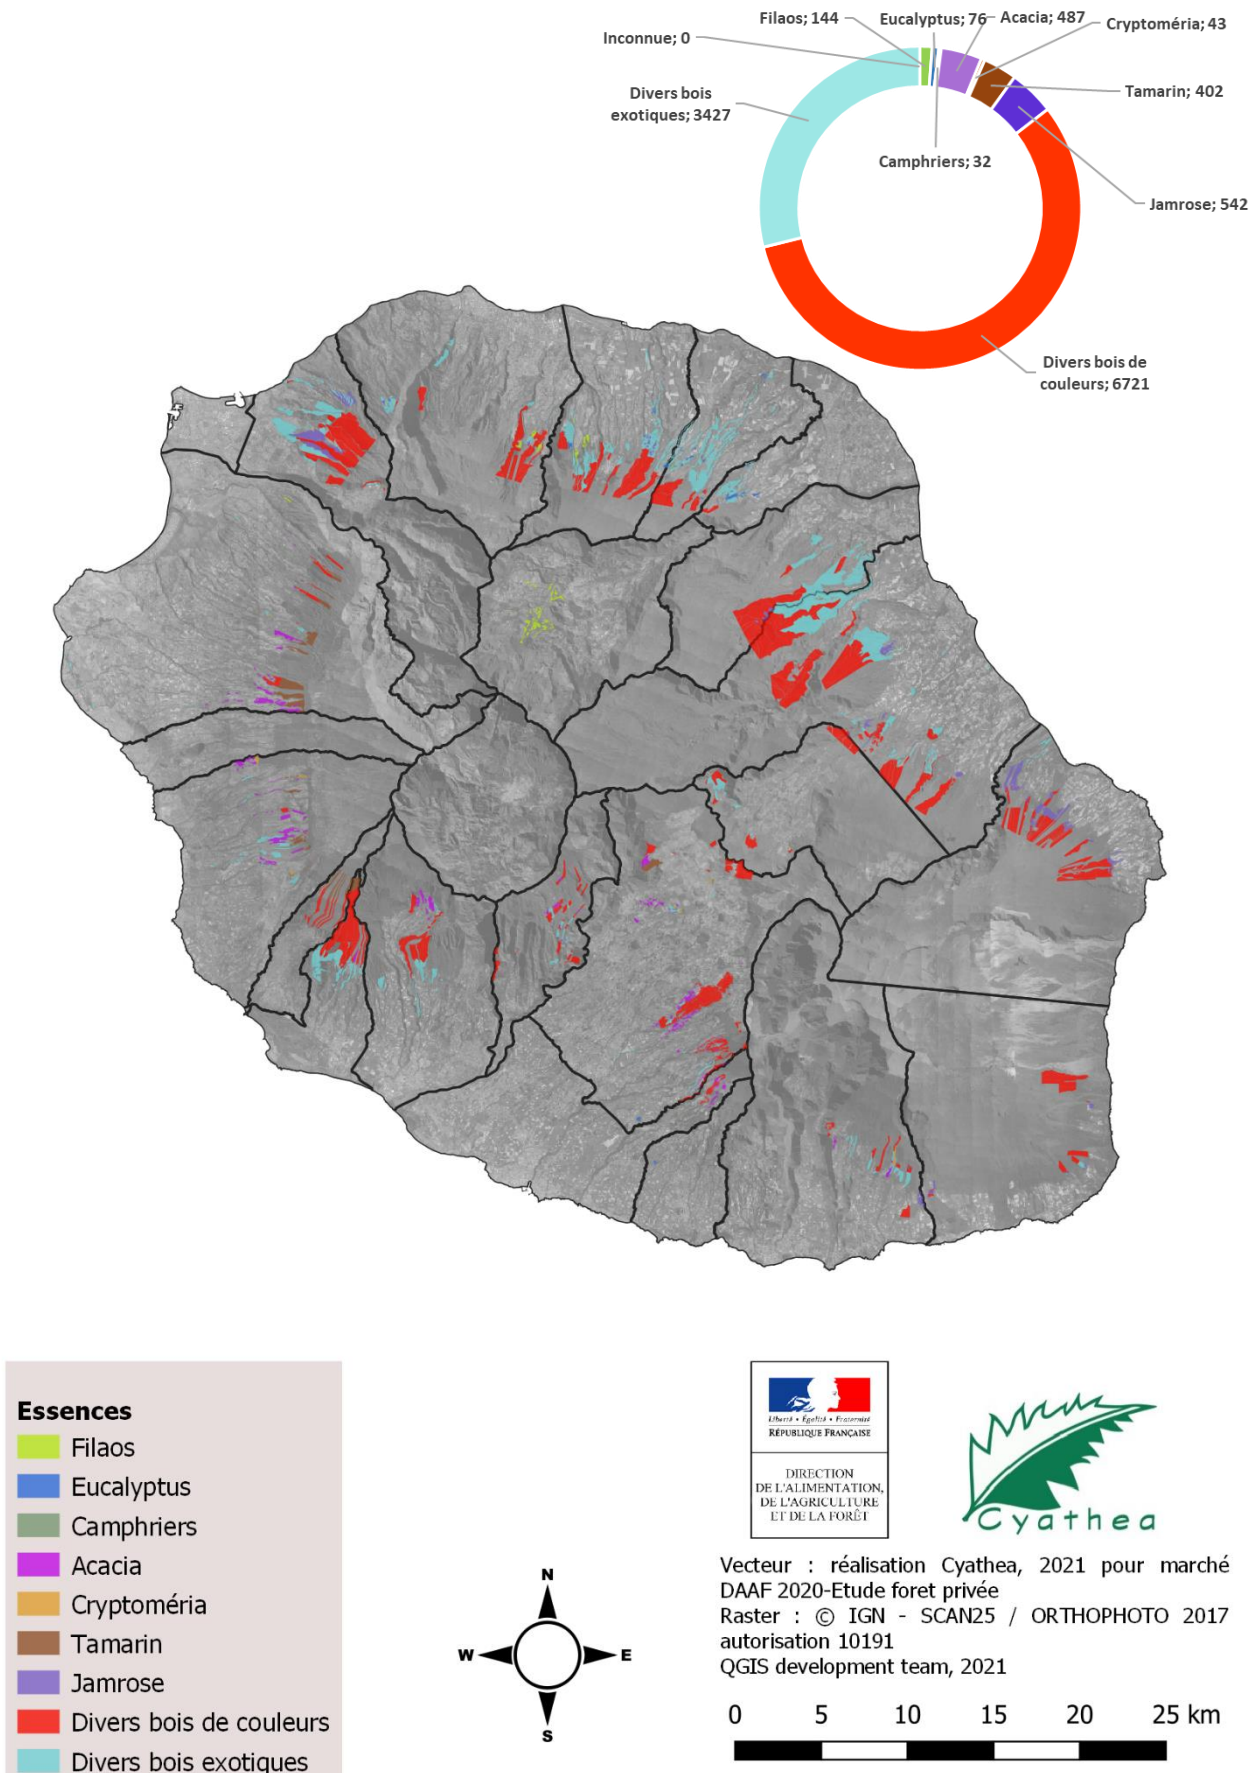 Filaos; 144
Eucalyptus; 76
Acacia; 487
Cryptoméria; 43
Inconnue; 0
Divers bois
exotiques; 3427
Tamarin; 402
Camphriers; 32
Jamrose; 542
Divers bois de
couleurs; 6721
Essences
Filaos
Eucalyptus
Camphriers
Acacia
Cryptoméria
Tamarin
Jamrose
Divers bois de couleurs
Divers bois exotiques
N
W
E
S
Liberté • Égalité • Fraternité
RÉPUBLIQUE FRANÇAISE
DIRECTION
DE L'ALIMENTATION,
DE L'AGRICULTURE
ET DE LA FORÊT
Cyathea
Vecteur : réalisation Cyathea, 2021 pour marché
DAAF 2020-Etude foret privée
Raster : © IGN - SCAN25 / ORTHOPHOTO 2017
autorisation 10191
QGIS development team, 2021
0 5 10 15 20 25 km